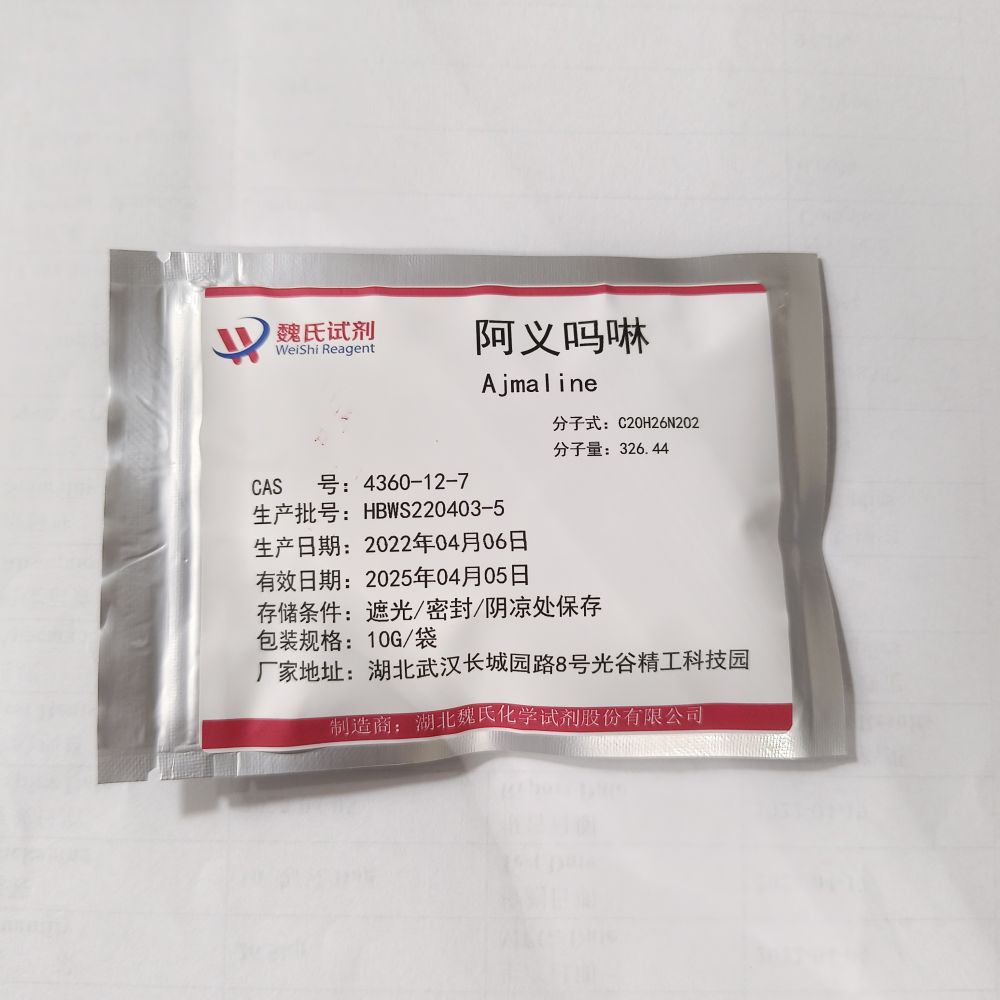 魏氏试剂
WeiShi Reagent
阿义吗啉
Ajmaline
分子式：C20H26N2O2
分子量：326.44
CAS 号：4360-12-7
生产批号：HBWS220403-5
生产日期：2022年04月06日
有效日期：2025年04月05日
存储条件：遮光/密封/阴凉处保存
包装规格：10G/袋
厂家地址：湖北武汉长城园路8号光谷精工科技园
制造商：湖北魏氏化学试剂股份有限公司